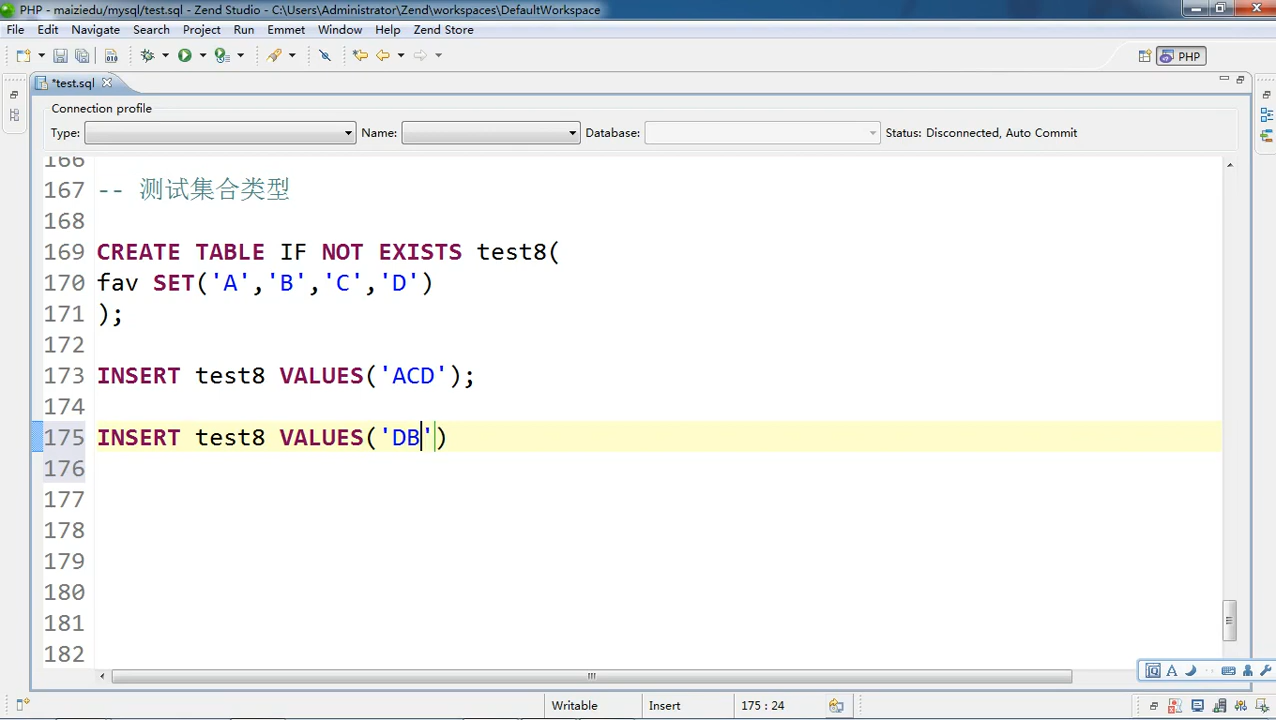 PHP - maiziedu/mysql/test.sql - Zend Studio - C:\Users\Administrator\Zend\workspaces\DefaultWorkspace
File Edit Navigate Search Project Run Emmet Window Help Zend Store
PHP
*test.sql
Connection profile
Type: Name: Database: Status: Disconnected, Auto Commit
166
167 -- 测试集合类型
168
169 CREATE TABLE IF NOT EXISTS test8(
170 fav SET('A','B','C','D')
171 );
172
173 INSERT test8 VALUES('ACD');
174
175 INSERT test8 VALUES('DB')
176
177
178
179
180
181
182
Writable Insert 175 : 24